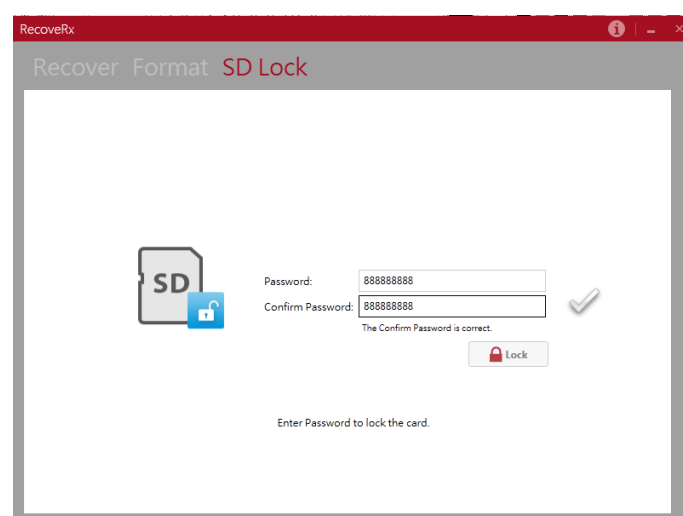 RecoveRx
Recover Format SD Lock
SD
Password: 888888888
Confirm Password: 888888888
The Confirm Password is correct.
Lock
Enter Password to lock the card.